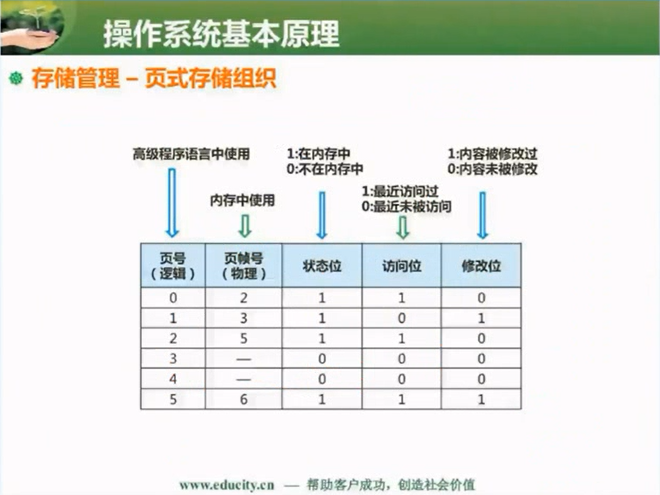 操作系统基本原理
存储管理 – 页式存储组织
高级程序语言中使用
1:在内存中
0:不在内存中
1:内容被修改过
0:内容未被修改
内存中使用
1:最近访问过
0:最近未被访问
页号 页帧号 状态位 访问位 修改位
（逻辑） （物理）
0 2 1 1 0
1 3 1 0 1
2 5 1 1 0
3 — 0 0 0
4 — 0 0 0
5 6 1 1 1
www.educity.cn — 帮助客户成功，创造社会价值